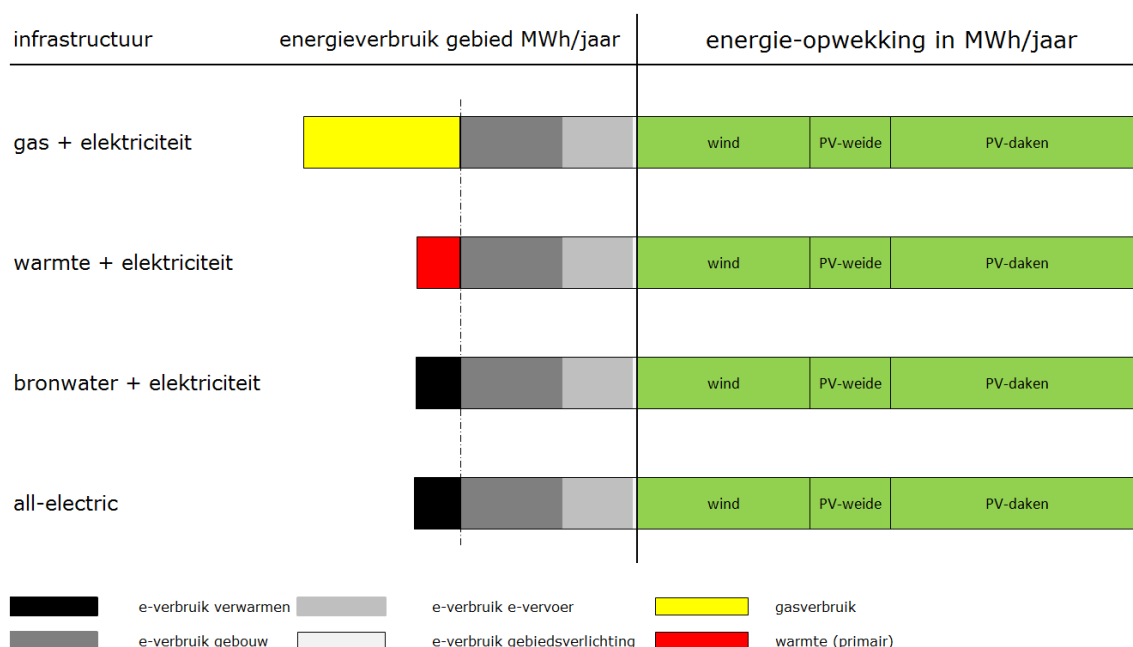 infrastructuur energieverbruik gebied MWh/jaar energie-opwekking in MWh/jaar
gas + elektriciteit wind PV-weide PV-daken
warmte + elektriciteit wind PV-weide PV-daken
bronwater + elektriciteit wind PV-weide PV-daken
all-electric wind PV-weide PV-daken
e-verbruik verwarmen e-verbruik e-vervoer gasverbruik
e-verbruik gebouw e-verbruik gebiedsverlichting warmte (primair)